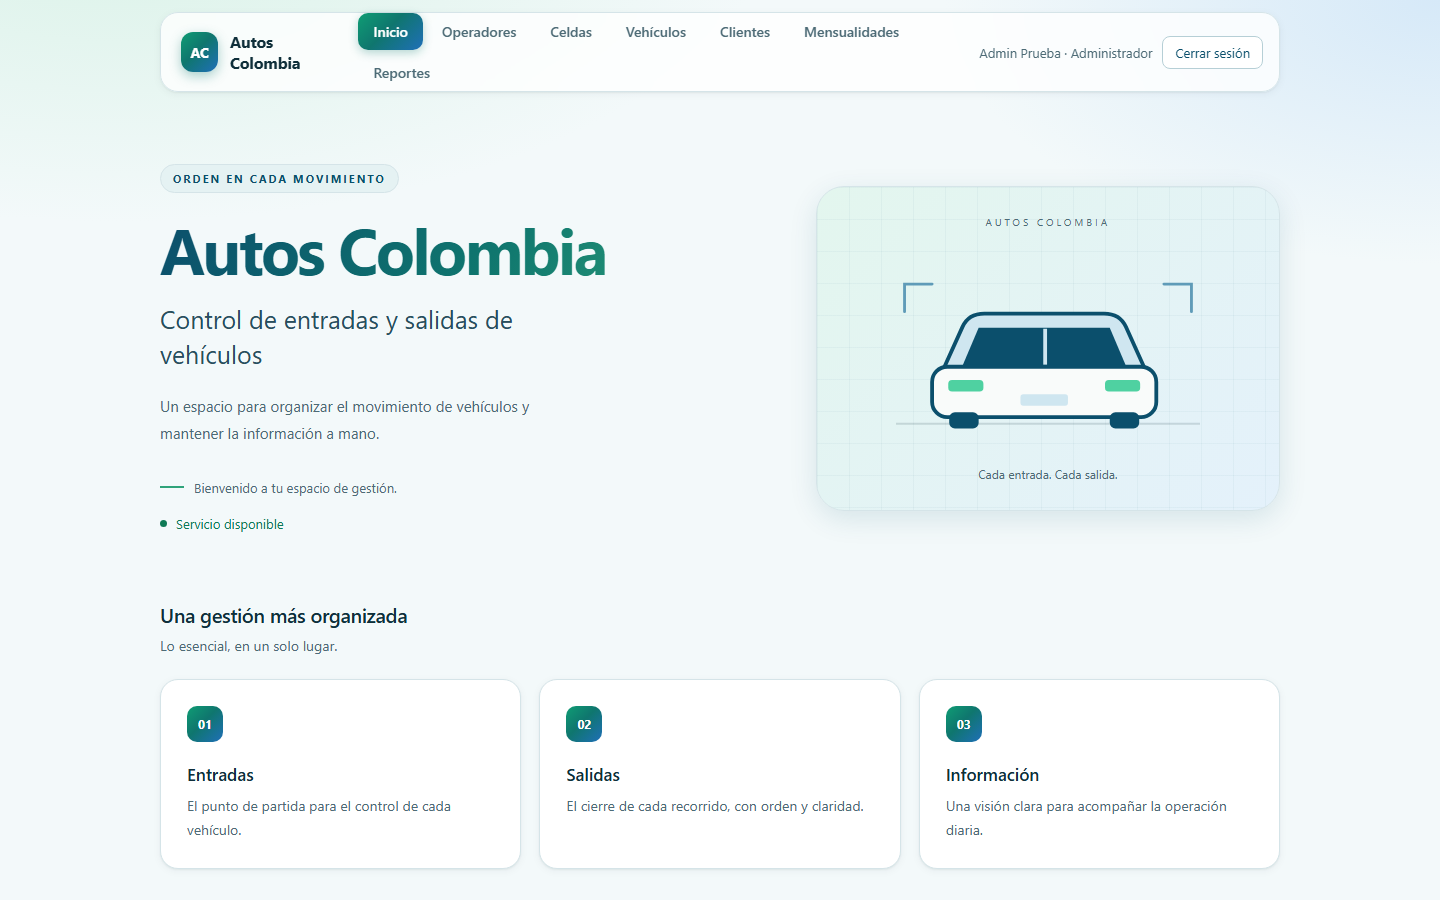 AC
Autos
Colombia
Inicio
Operadores
Celdas
Vehículos
Clientes
Mensualidades
Reportes
Admin Prueba · Administrador
Cerrar sesión
ORDEN EN CADA MOVIMIENTO
Autos Colombia
Control de entradas y salidas de
vehículos
Un espacio para organizar el movimiento de vehículos y
mantener la información a mano.
Bienvenido a tu espacio de gestión.
Servicio disponible
AUTOS COLOMBIA
Cada entrada. Cada salida.
Una gestión más organizada
Lo esencial, en un solo lugar.
01
Entradas
El punto de partida para el control de cada
vehículo.
02
Salidas
El cierre de cada recorrido, con orden y claridad.
03
Información
Una visión clara para acompañar la operación
diaria.